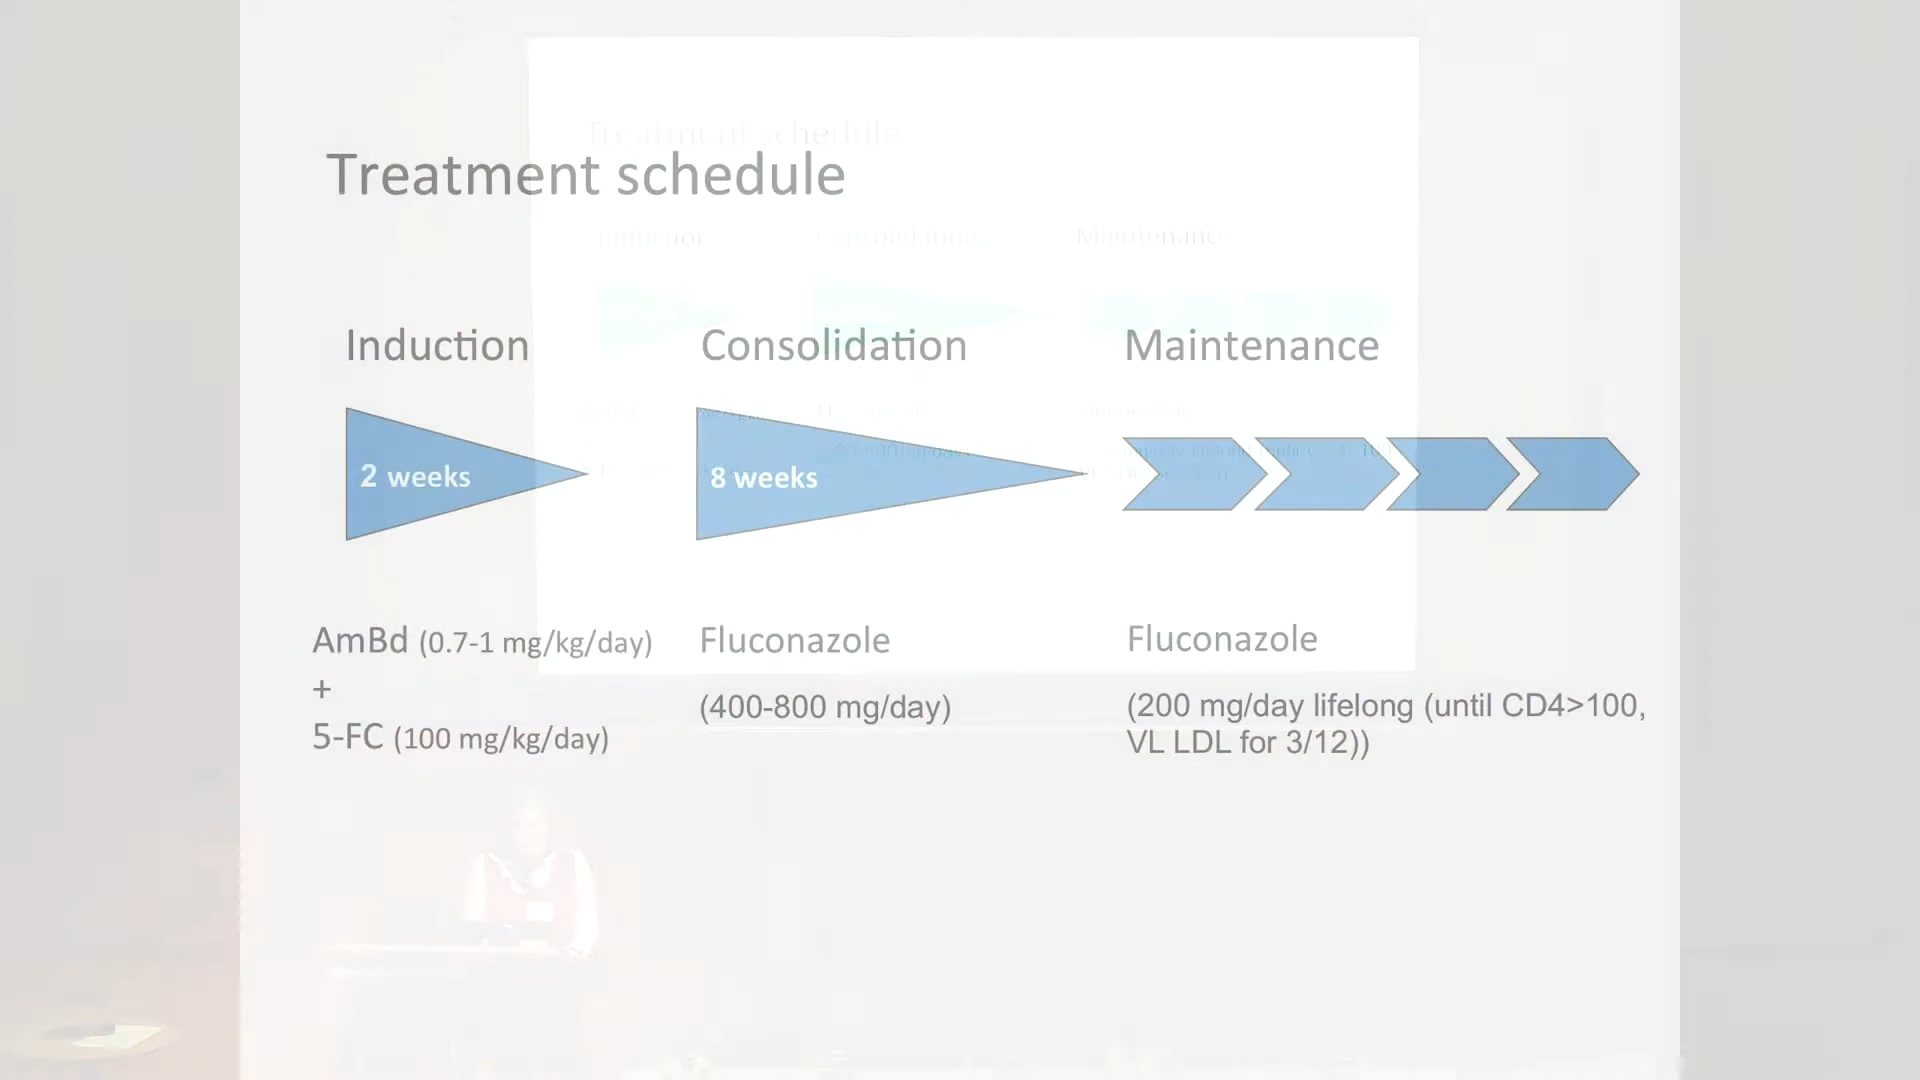 Treatment schedule
Induction
Consolidation
Maintenance
2 weeks
8 weeks
AmBd (0.7-1 mg/kg/day)
+
5-FC (100 mg/kg/day)
Fluconazole
(400-800 mg/day)
Fluconazole
(200 mg/day lifelong (until CD4>100,
VL LDL for 3/12))